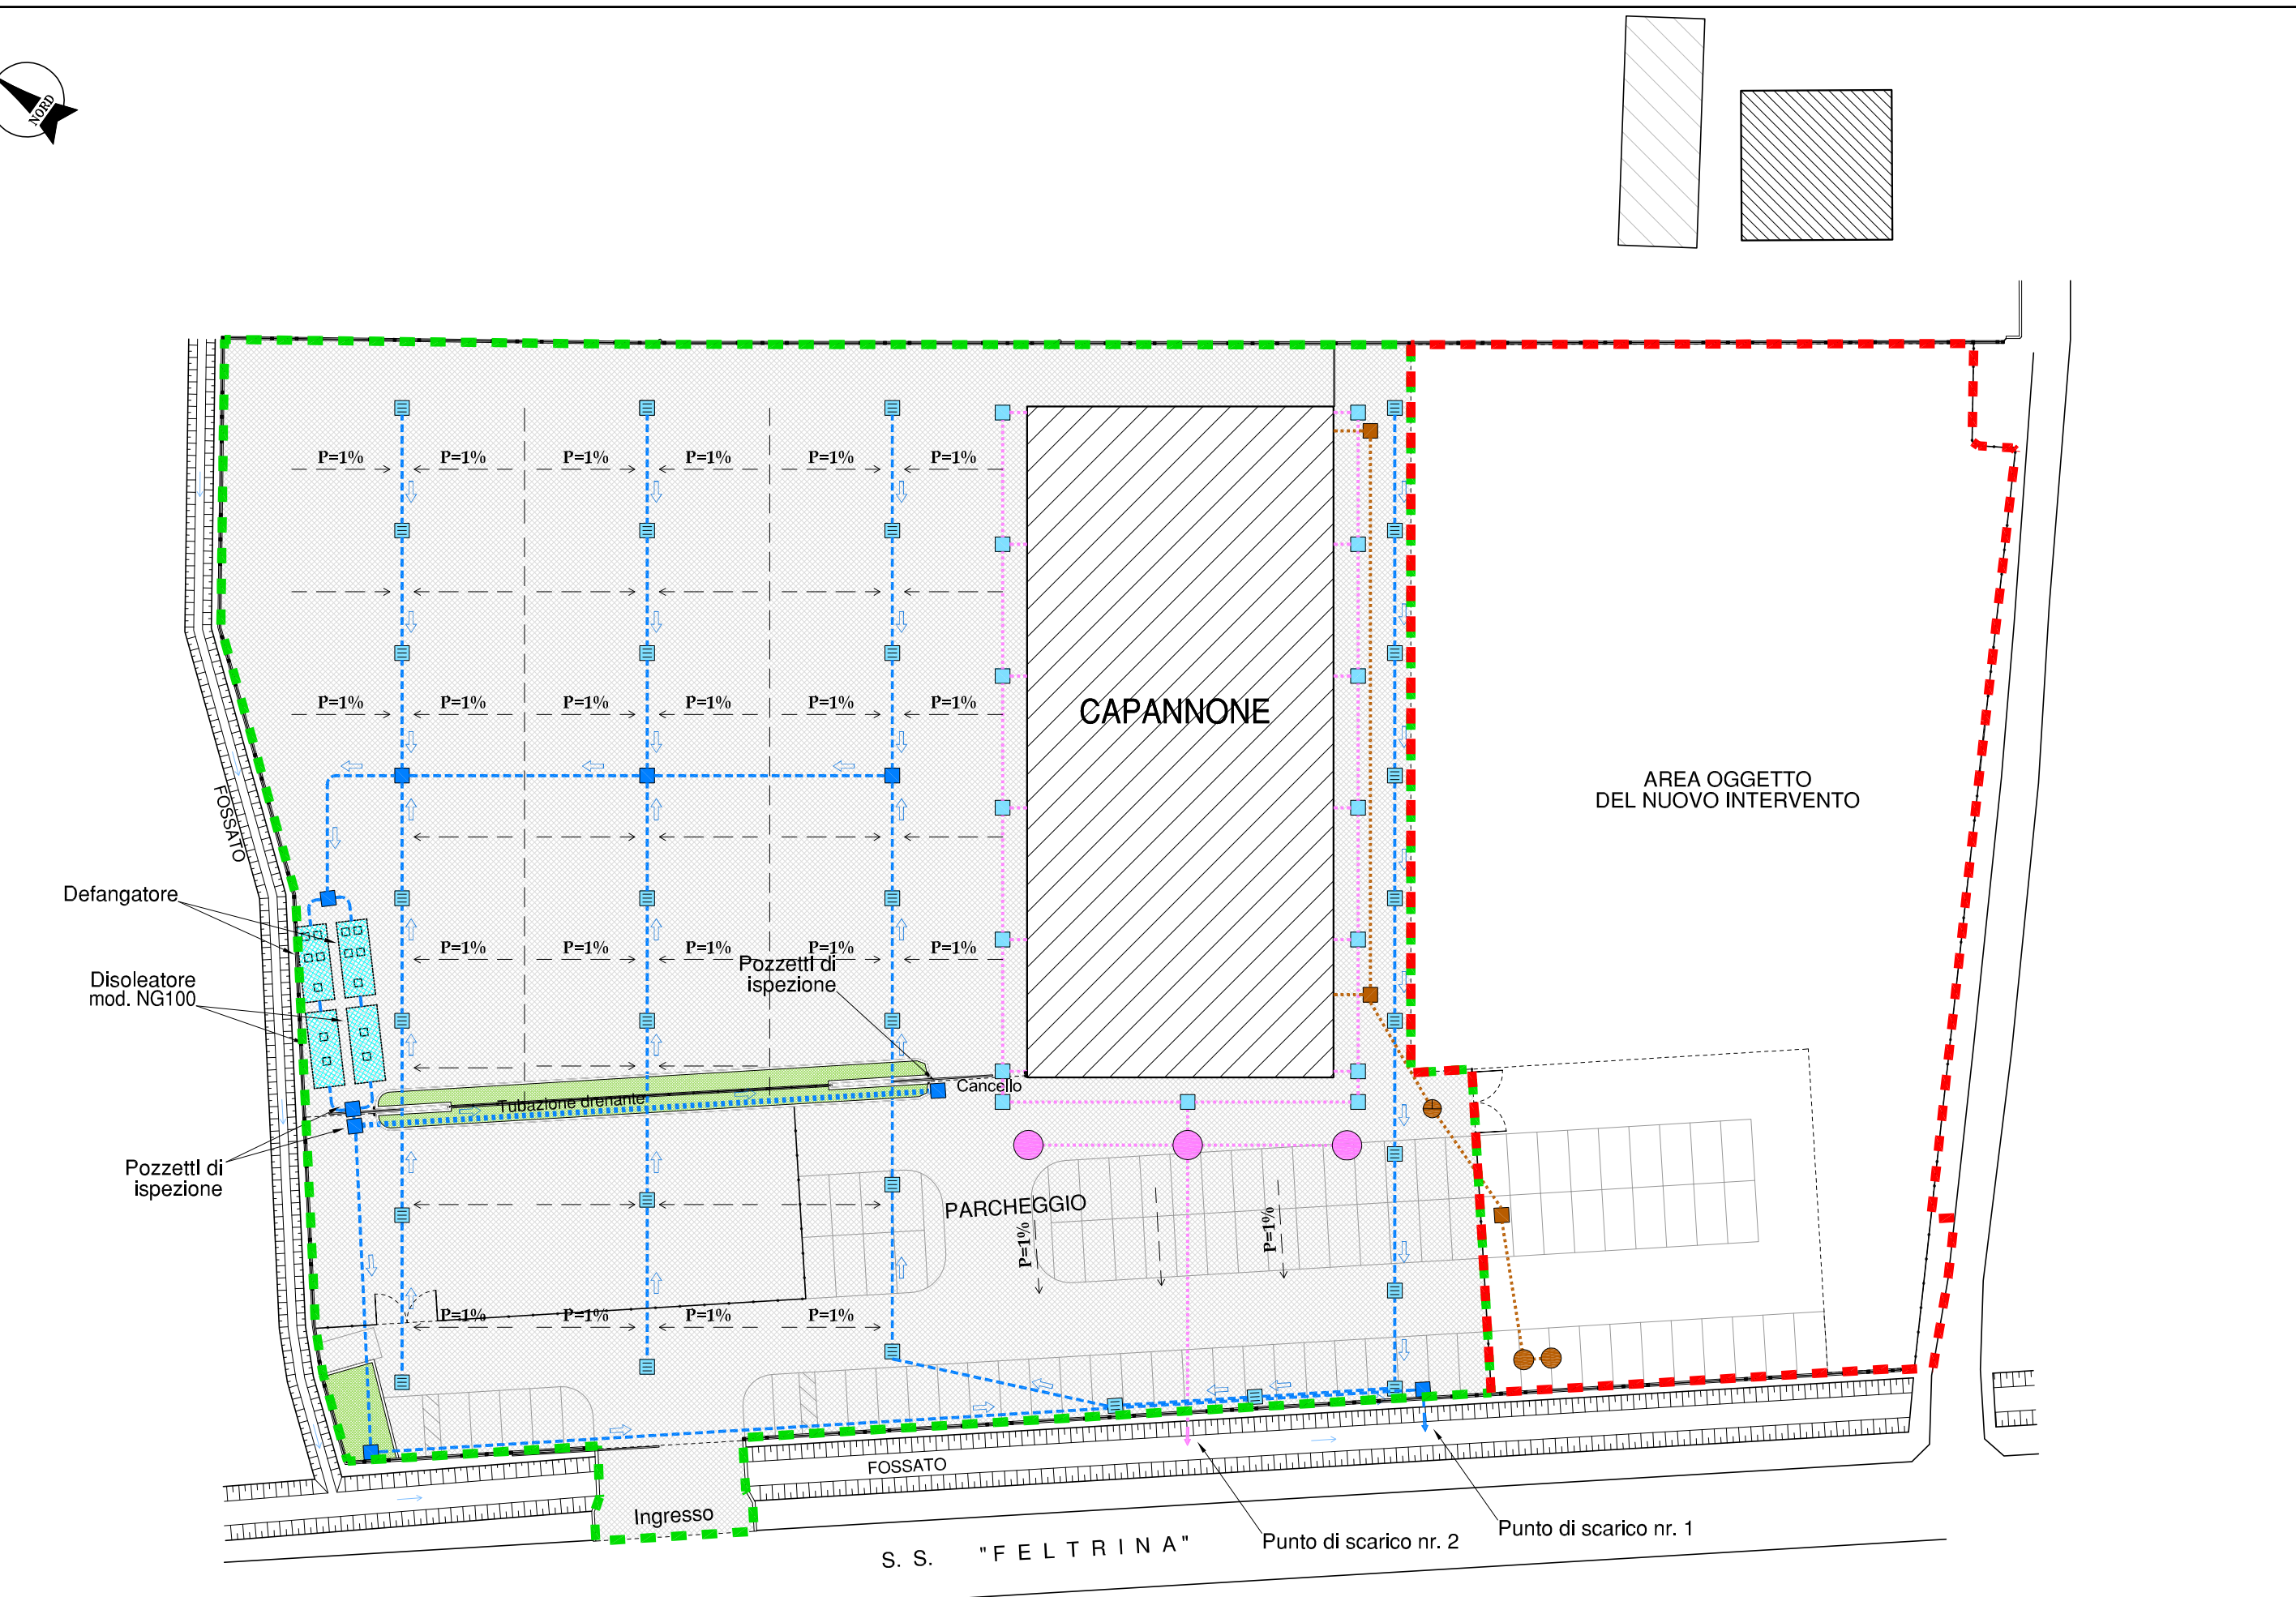 NORD
P=1% P=1% P=1% P=1% P=1% P=1%
P=1% P=1% P=1% P=1% P=1% P=1%
CAPANNONE
AREA OGGETTO
DEL NUOVO INTERVENTO
FOSSATO
Defangatore
P=1% P=1% P=1% P=1% P=1%
Pozzetti di
ispezione
Disoleatore
mod. NG100
Cancello
Tubazione drenante
Pozzetti di
ispezione
PARCHEGGIO
P=1%
P=1%
P=1% P=1% P=1% P=1%
FOSSATO
Ingresso
Punto di scarico nr. 2
Punto di scarico nr. 1
S. S. "FELTRINA"